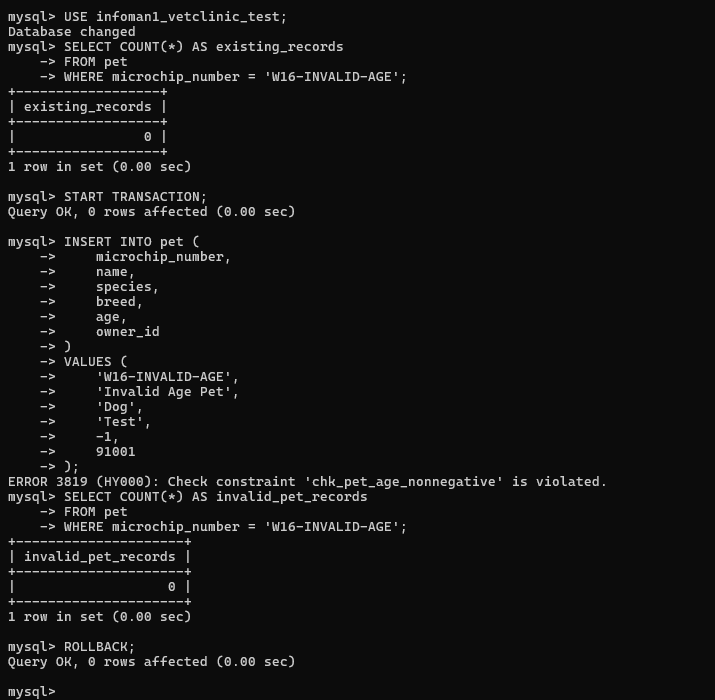 mysql> USE infoman1_vetclinic_test;
Database changed
mysql> SELECT COUNT(*) AS existing_records
    -> FROM pet
    -> WHERE microchip_number = 'W16-INVALID-AGE';
+------------------+
| existing_records |
+------------------+
|                0 |
+------------------+
1 row in set (0.00 sec)

mysql> START TRANSACTION;
Query OK, 0 rows affected (0.00 sec)

mysql> INSERT INTO pet (
    ->     microchip_number,
    ->     name,
    ->     species,
    ->     breed,
    ->     age,
    ->     owner_id
    -> )
    -> VALUES (
    ->     'W16-INVALID-AGE',
    ->     'Invalid Age Pet',
    ->     'Dog',
    ->     'Test',
    ->     -1,
    ->     91001
    -> );
ERROR 3819 (HY000): Check constraint 'chk_pet_age_nonnegative' is violated.
mysql> SELECT COUNT(*) AS invalid_pet_records
    -> FROM pet
    -> WHERE microchip_number = 'W16-INVALID-AGE';
+---------------------+
| invalid_pet_records |
+---------------------+
|                   0 |
+---------------------+
1 row in set (0.00 sec)

mysql> ROLLBACK;
Query OK, 0 rows affected (0.00 sec)

mysql>